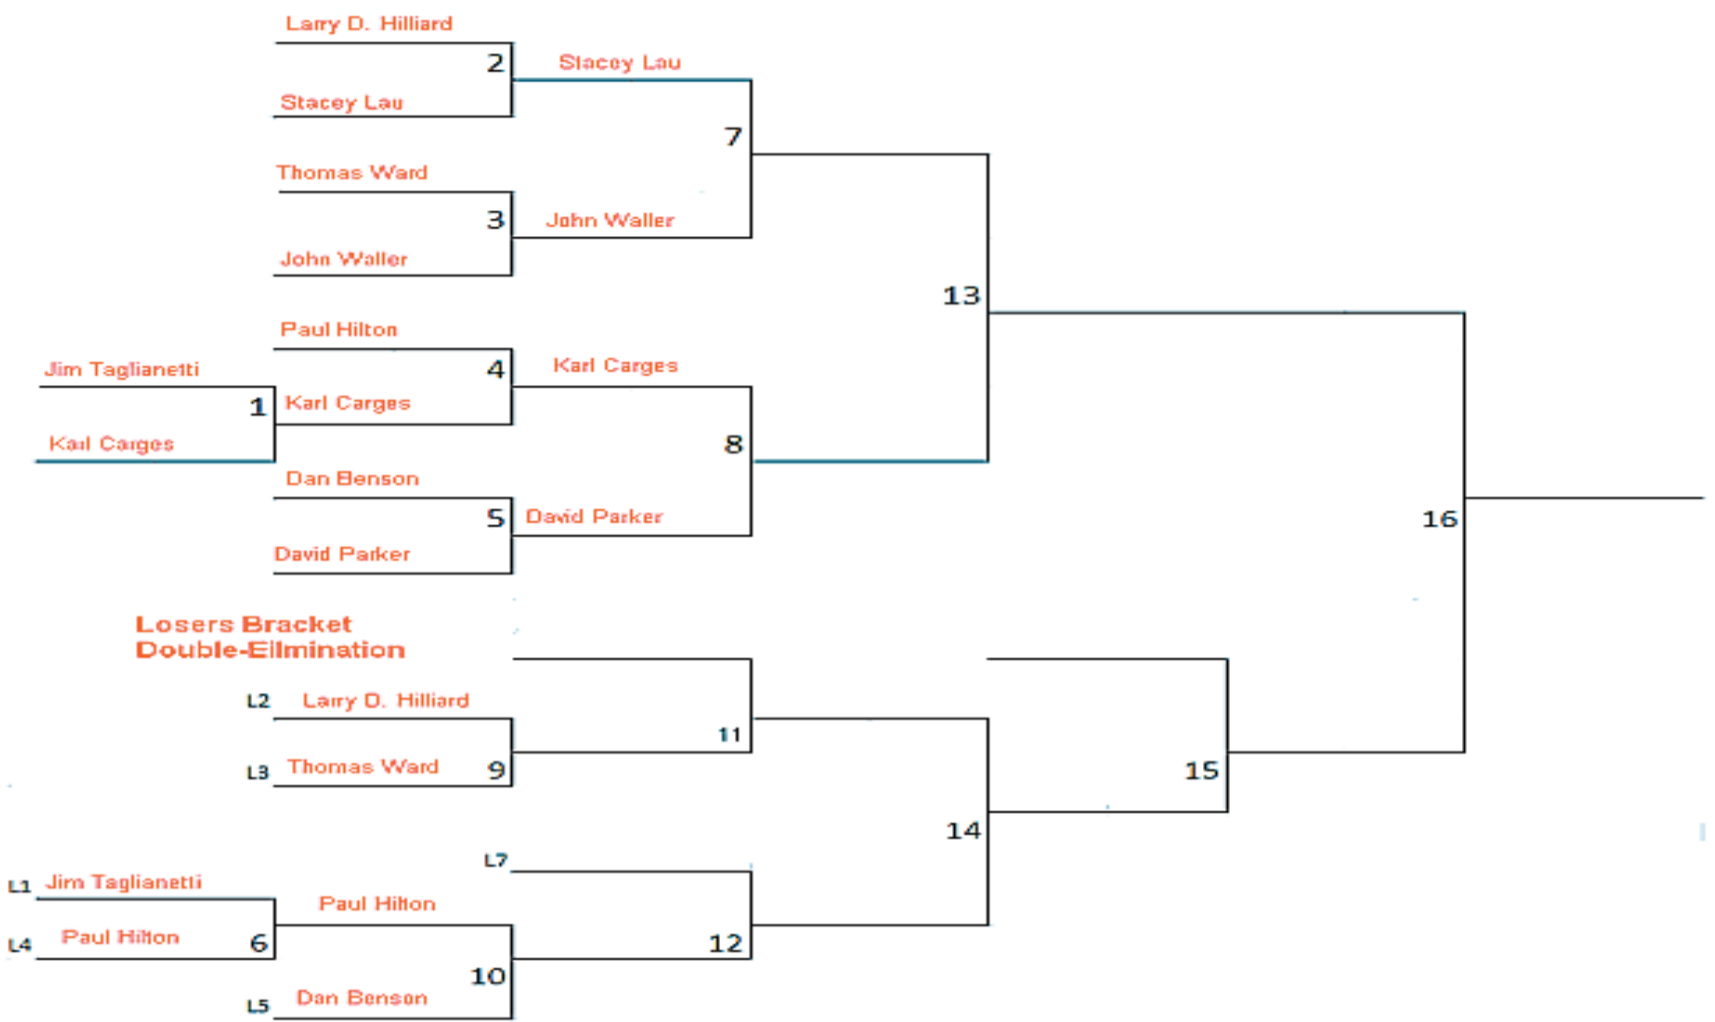 Larry D. Hilliard
2
Stacey Lau
Stacey Lau
7
Thomas Ward
3
John Waller
John Waller
13
Paul Hilton
4
Karl Carges
Jim Taglianetti
1
Karl Carges
Karl Carges
8
Dan Benson
5
David Parker
David Parker
16
Losers Bracket
Double-Eilmination
L2 Larry D. Hilliard
11
L3 Thomas Ward
9
15
14
L7
L1 Jim Taglianetti
Paul Hilton
L4 Paul Hilton
6
12
10
L5 Dan Benson